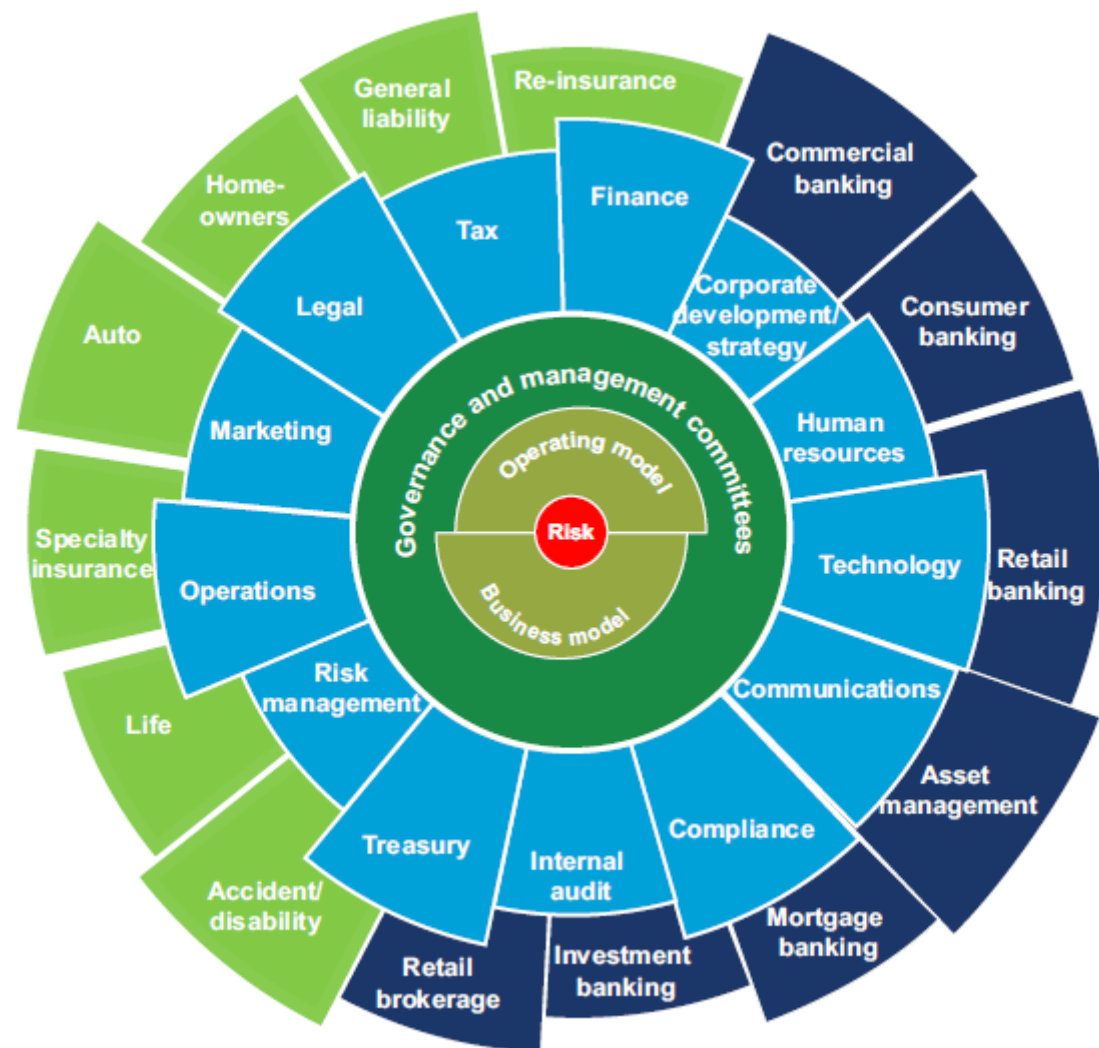 Re-insurance
Commercial
banking
Consumer
banking
Retail
banking
Asset
management
Mortgage
banking
Investment
banking
Retail
brokerage
Accident/
disability
Life
Specialty
insurance
Auto
Home-
owners
General
liability
Finance
Corporate
development/
strategy
Human
resources
Technology
Communications
Compliance
Internal
audit
Treasury
Risk
management
Operations
Marketing
Legal
Tax
Governance and management committees
Operating model
Risk
Business model